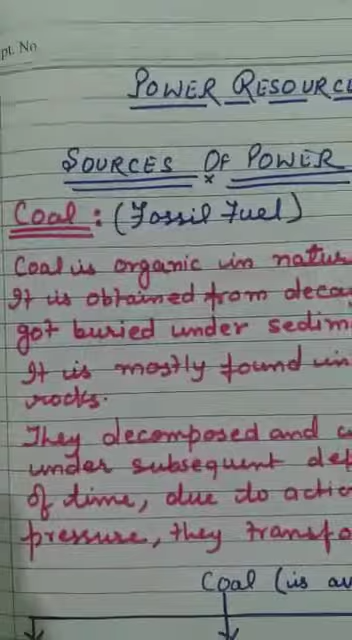 pt. No
POWER RESOURC
SOURCES OF POWER
Coal : (Fossil Fuel)
Coal is organic in natur
It is obtained from deca
got buried under sedim
It is mostly found in
rocks.
They decomposed and
under subsequent de
of time, due to actio
pressure, they transfo
Coal (is av